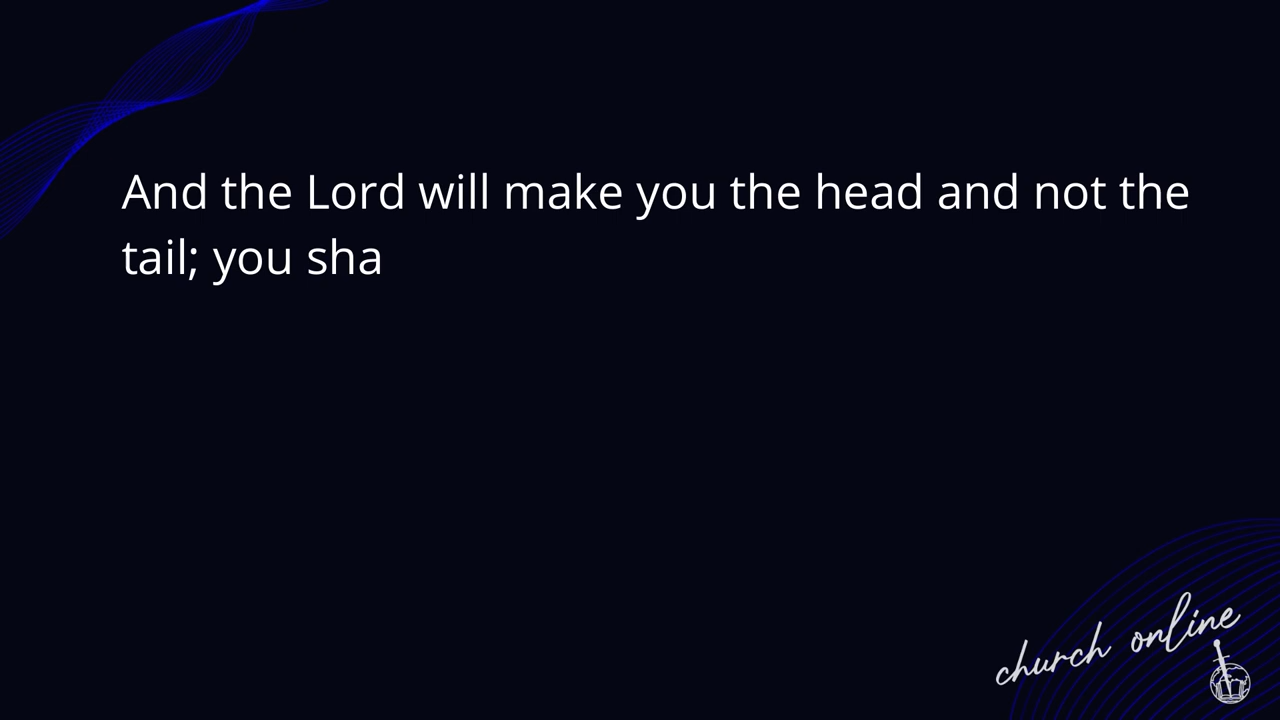 And the Lord will make you the head and not the
tail; you sha
church online